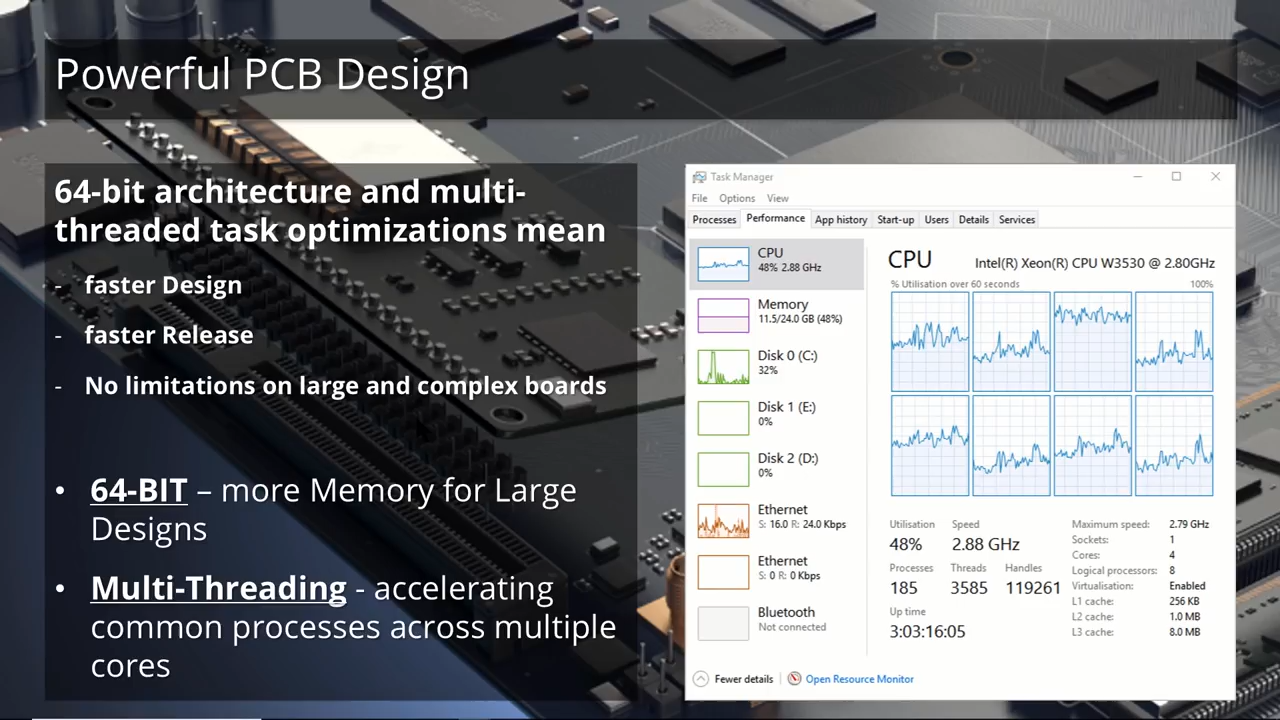 Powerful PCB Design
64-bit architecture and multi-
threaded task optimizations mean
- faster Design
- faster Release
- No limitations on large and complex boards
• 64-BIT – more Memory for Large
Designs
• Multi-Threading - accelerating
common processes across multiple
cores
Task Manager
File Options View
Processes Performance App history Start-up Users Details Services
CPU
48% 2.88 GHz
Memory
11.5/24.0 GB (48%)
Disk 0 (C:)
32%
Disk 1 (E:)
0%
Disk 2 (D:)
0%
Ethernet
S: 16.0 R: 24.0 Kbps
Ethernet
S: 0 R: 0 Kbps
Bluetooth
Not connected
CPU Intel(R) Xeon(R) CPU W3530 @ 2.80GHz
% Utilisation over 60 seconds 100%
Utilisation Speed
48% 2.88 GHz
Processes Threads Handles
185 3585 119261
Up time
3:03:16:05
Maximum speed: 2.79 GHz
Sockets: 1
Cores: 4
Logical processors: 8
Virtualisation: Enabled
L1 cache: 256 KB
L2 cache: 1.0 MB
L3 cache: 8.0 MB
Fewer details Open Resource Monitor